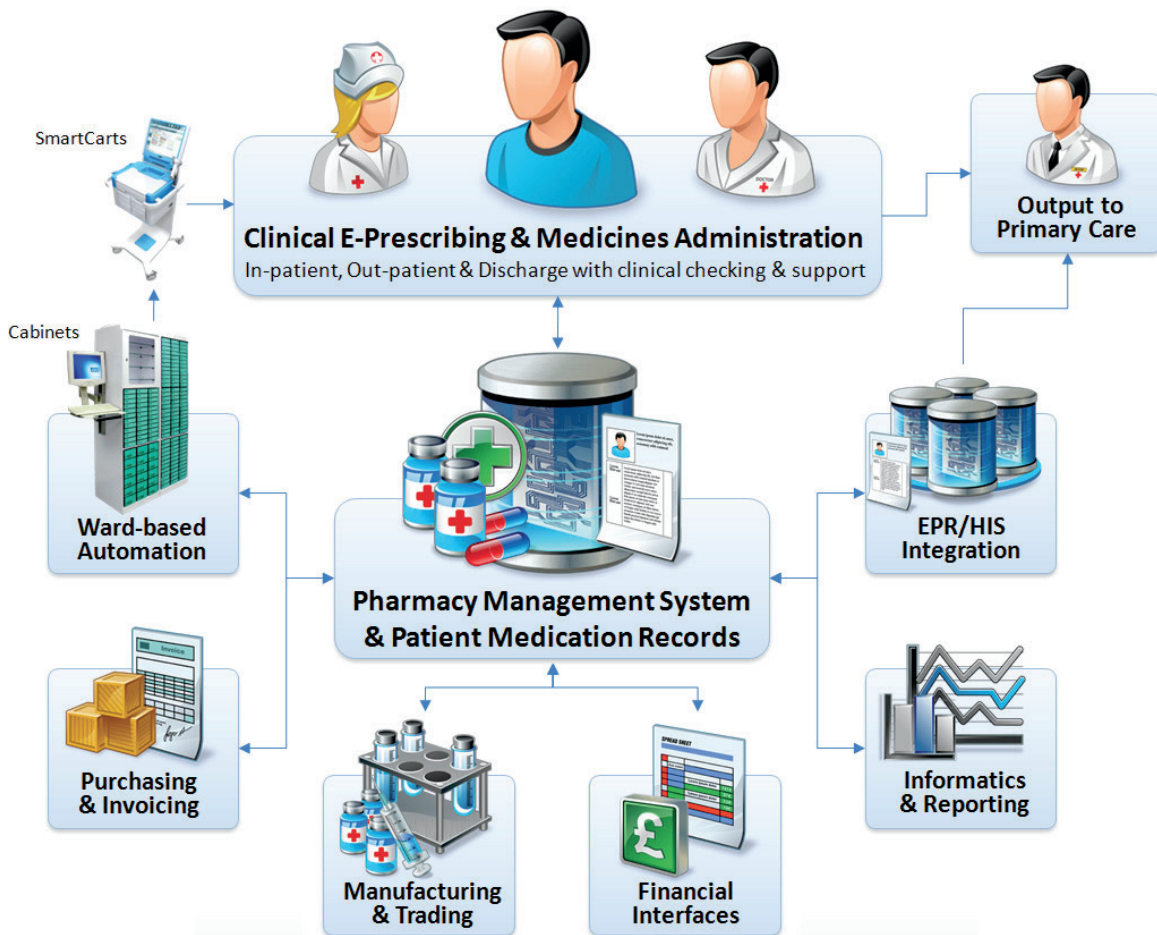 SmartCarts
DOCTOR
Clinical E-Prescribing & Medicines Administration
In-patient, Out-patient & Discharge with clinical checking & support
Output to
Primary Care
Cabinets
Ward-based
Automation
EPR/HIS
Integration
Pharmacy Management System
& Patient Medication Records
Invoice
Purchasing
& Invoicing
Manufacturing
& Trading
SPREAD SHEET
£
Financial
Interfaces
Informatics
& Reporting